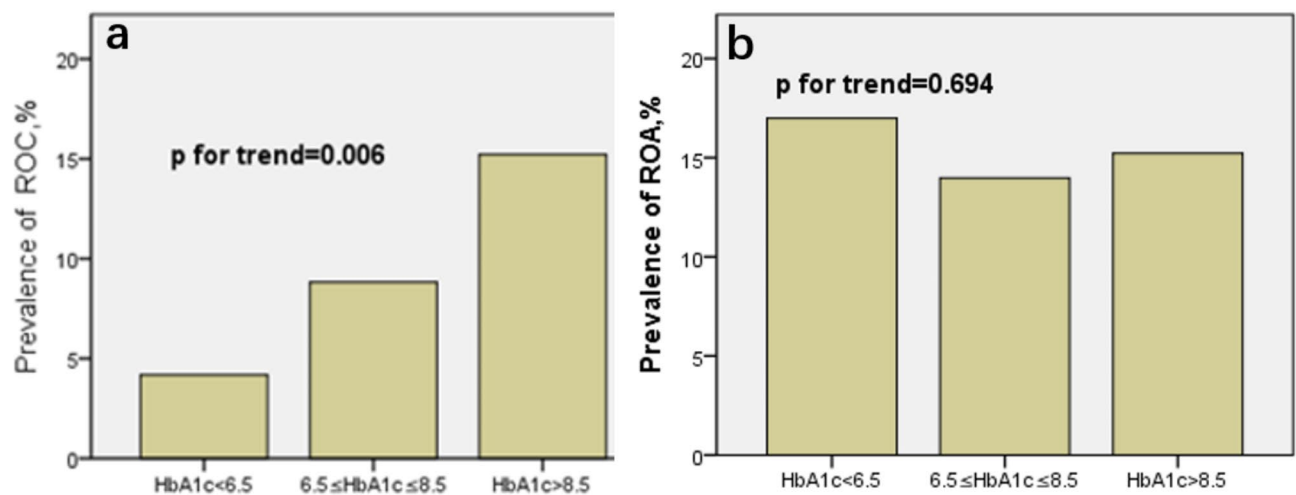 a
Prevalence of ROC,%
20
15
10
5
0
p for trend=0.006
HbA1c<6.5
6.5≤HbA1c≤8.5
HbA1c>8.5
b
Prevalence of ROA,%
20
15
10
5
0
p for trend=0.694
HbA1c<6.5
6.5≤HbA1c≤8.5
HbA1c>8.5